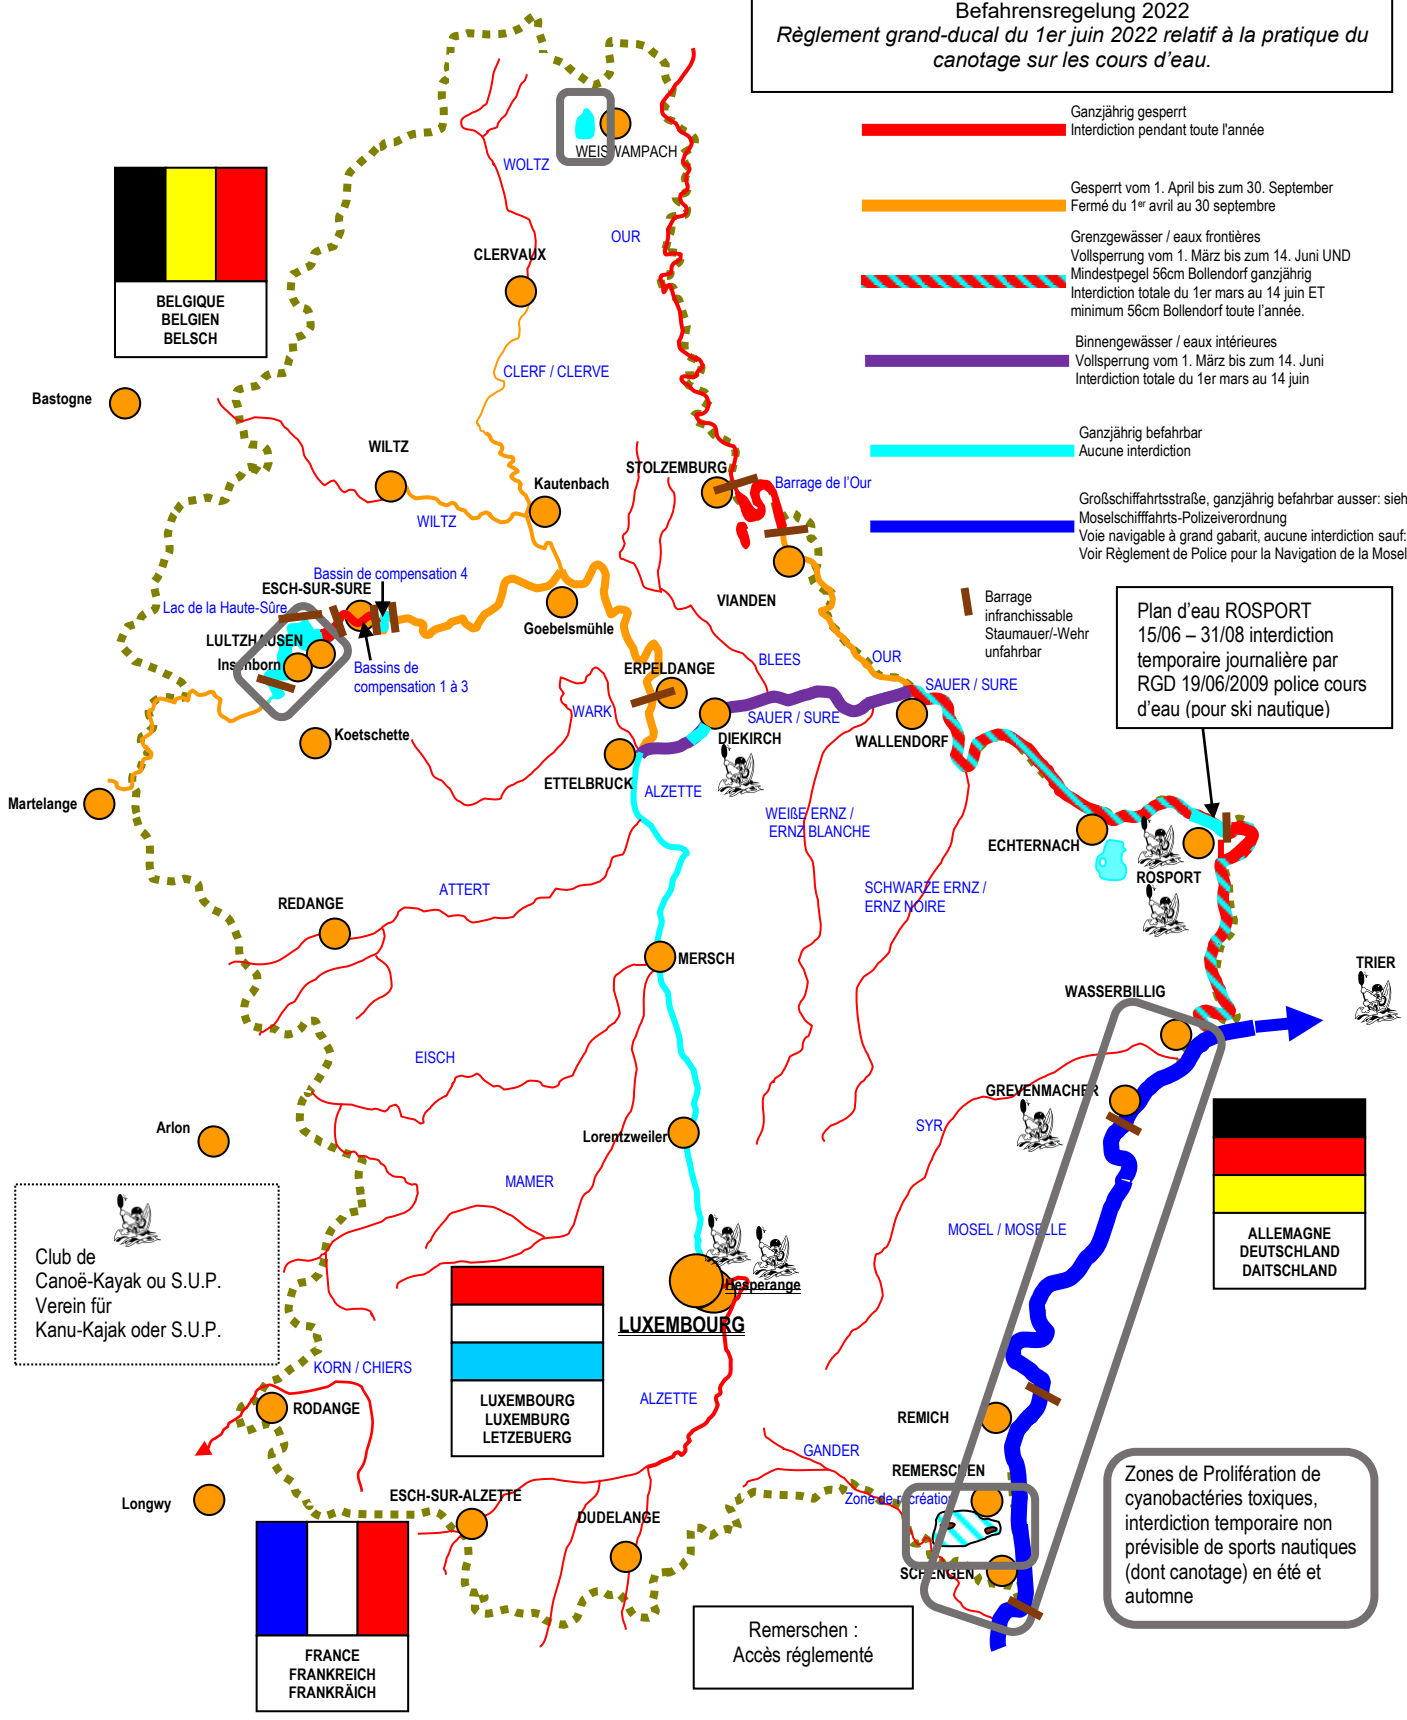 Befahrensregelung 2022
Règlement grand-ducal du 1er juin 2022 relatif à la pratique du
canotage sur les cours d'eau.
Ganzjährig gesperrt
Interdiction pendant toute l'année
Gesperrt vom 1. April bis zum 30. September
Fermé du 1er avril au 30 septembre
Grenzgewässer / eaux frontières
Vollsperrung vom 1. März bis zum 14. Juni UND
Mindestpegel 56cm Bollendorf ganzjährig
Interdiction totale du 1er mars au 14 juin ET
minimum 56cm Bollendorf toute l'année.
Binnengewässer / eaux intérieures
Vollsperrung vom 1. März bis zum 14. Juni
Interdiction totale du 1er mars au 14 juin
Ganzjährig befahrbar
Aucune interdiction
Großschiffahrtsstraße, ganzjährig befahrbar ausser: sieh
Moselschifffahrts-Polizeiverordnung
Voie navigable à grand gabarit, aucune interdiction sauf:
Voir Règlement de Police pour la Navigation de la Mosel
Barrage
infranchissable
Staumauer/-Wehr
unfahrbar
Plan d'eau ROSPORT
15/06 – 31/08 interdiction
temporaire journalière par
RGD 19/06/2009 police cours
d'eau (pour ski nautique)
WEISWAMPACH
WOLTZ
OUR
CLERVAUX
BELGIQUE
BELGIEN
BELSCH
CLERF / CLERVE
Bastogne
WILTZ
Kautenbach
WILTZ
STOLZEMBURG
Barrage de l'Our
Bassin de compensation 4
ESCH-SUR-SURE
Lac de la Haute-Sûre
LULTZHAUSEN
Insenborn
Bassins de
compensation 1 à 3
Goebelsmühle
VIANDEN
BLEES
OUR
ERPELDANGE
SAUER / SURE
WARK
SAUER / SURE
DIEKIRCH
WALLENDORF
Koetschette
ETTELBRUCK
ALZETTE
Martelange
WEIßE ERNZ /
ERNZ BLANCHE
ECHTERNACH
ROSPORT
SCHWARZE ERNZ /
ERNZ NOIRE
ATTERT
REDANGE
MERSCH
TRIER
WASSERBILLIG
EISCH
GREVENMACHER
SYR
Arlon
Lorentzweiler
MAMER
MOSEL / MOSELLE
ALLEMAGNE
DEUTSCHLAND
DAITSCHLAND
Club de
Canoë-Kayak ou S.U.P.
Verein für
Kanu-Kajak oder S.U.P.
Hesperange
LUXEMBOURG
KORN / CHIERS
RODANGE
LUXEMBOURG
LUXEMBURG
LETZEBUERG
ALZETTE
REMICH
GANDER
REMERSCHEN
Zone de récréation
Longwy
ESCH-SUR-ALZETTE
DUDELANGE
SCHENGEN
Zones de Prolifération de
cyanobactéries toxiques,
interdiction temporaire non
prévisible de sports nautiques
(dont canotage) en été et
automne
Remerschen :
Accès réglementé
FRANCE
FRANKREICH
FRANKRÄICH